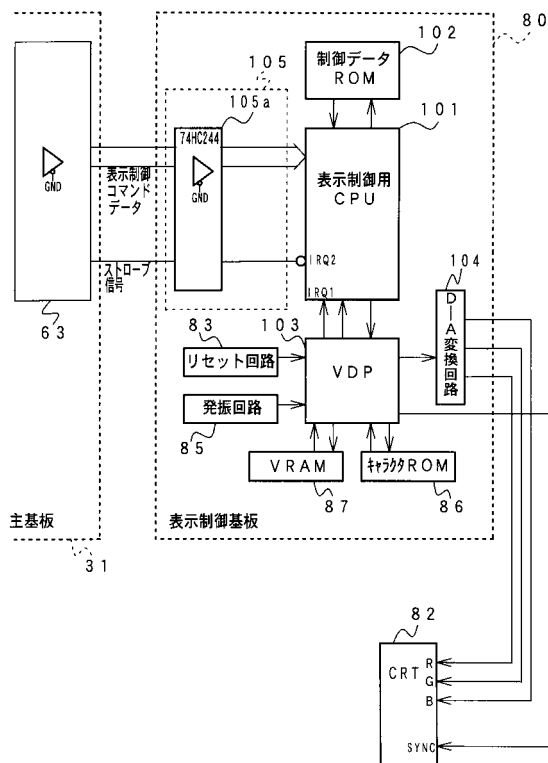 80
102
制御データ
ROM
105
105a
101
74HC244
GND
表示制御
コマンド
データ
GND
表示制御用
CPU
ストローブ
信号
IRQ2
IRQ1
104
D-A変換回路
63
83
103
リセット回路
VDP
発振回路
85
VRAM
キャラクタROM
87
86
主基板
表示制御基板
31
82
CRT
R
G
B
SYNC